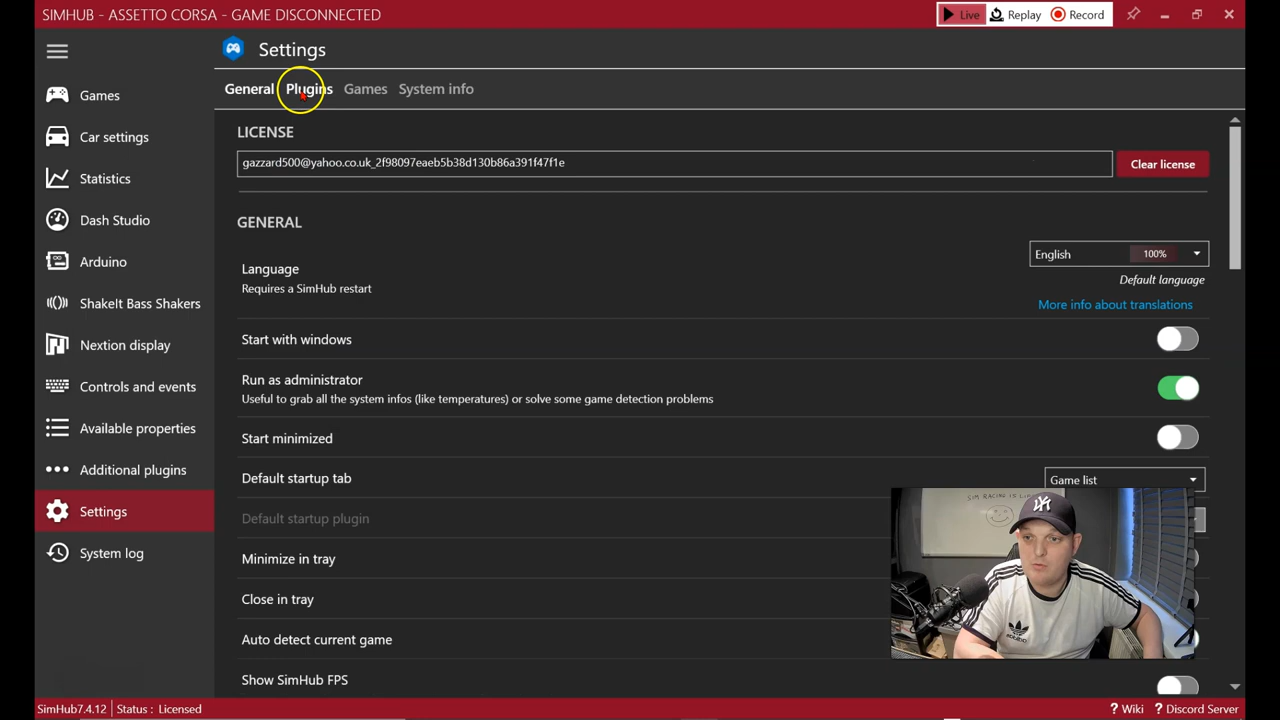 SIMHUB - ASSETTO CORSA - GAME DISCONNECTED
Live
Replay
Record
Settings
General
Plugins
Games
System info
Games
Car settings
Statistics
Dash Studio
Arduino
ShakeIt Bass Shakers
Nextion display
Controls and events
Available properties
Additional plugins
Settings
System log
LICENSE
gazzard500@yahoo.co.uk_2f98097eaeb5b38d130b86a391f47f1e
Clear license
GENERAL
Language
Requires a SimHub restart
English
100%
Default language
More info about translations
Start with windows
Run as administrator
Useful to grab all the system infos (like temperatures) or solve some game detection problems
Start minimized
Default startup tab
Game list
Default startup plugin
Minimize in tray
Close in tray
Auto detect current game
Show SimHub FPS
SIM RACING IS
adidas
SimHub7.4.12
Status : Licensed
? Wiki
? Discord Server